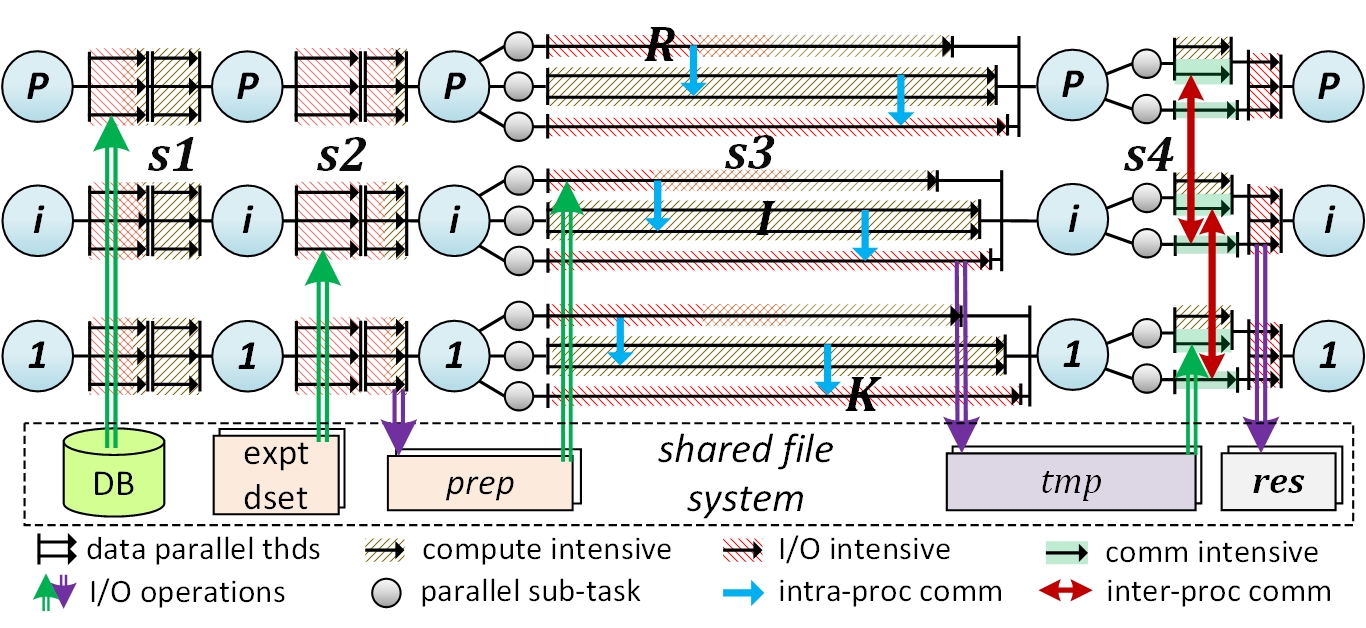 P P P R P P
s1 s2 s3 s4
i i i I i i
1 1 1 K 1 1
DB
expt
dset
prep
shared file
system
tmp
res
data parallel thds
compute intensive
I/O intensive
comm intensive
I/O operations
parallel sub-task
intra-proc comm
inter-proc comm